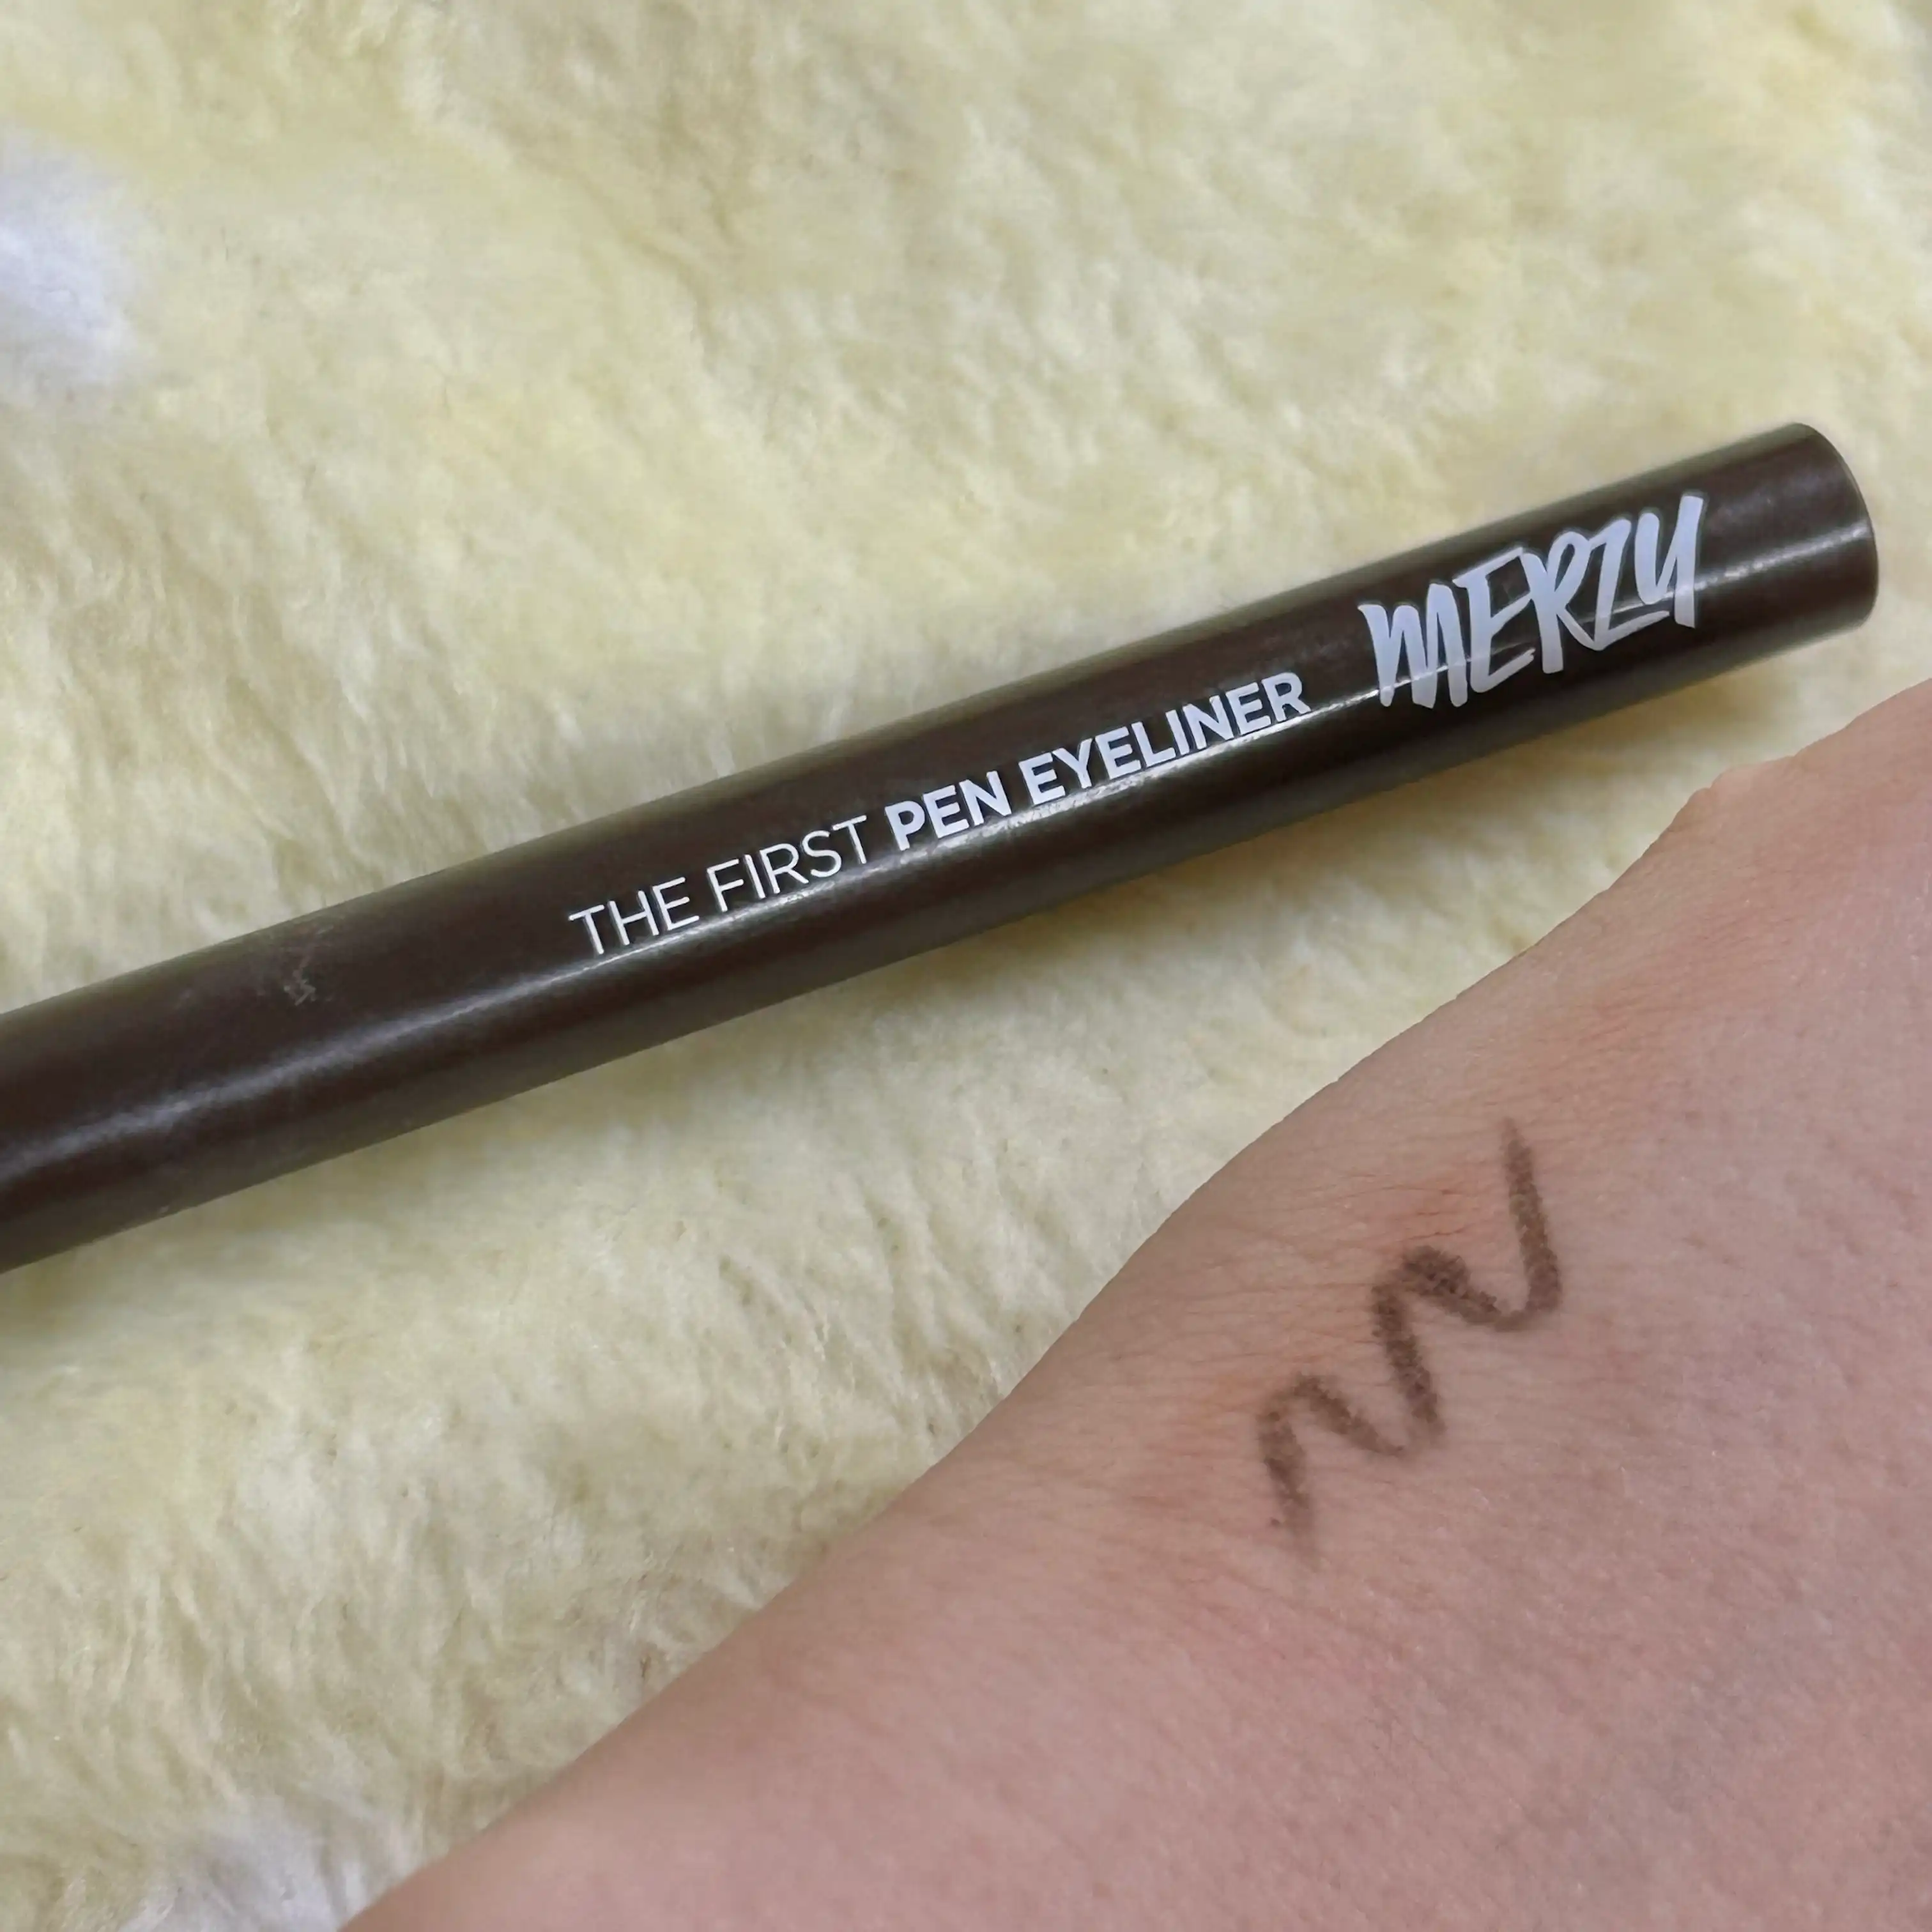 THE FIRST PEN EYELINER MERZY